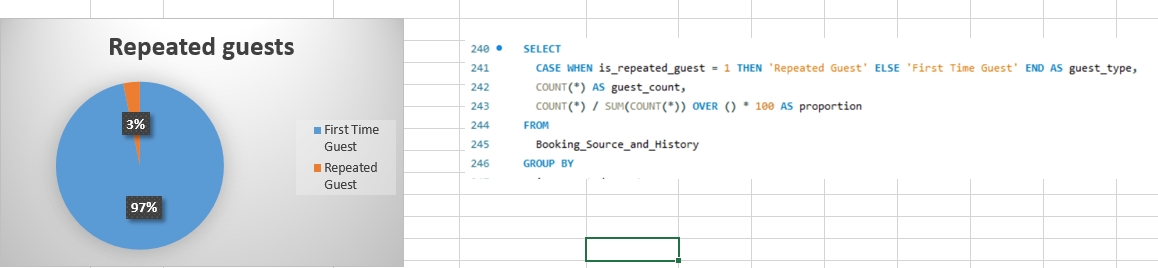 Repeated guests
3%
97%
First Time
Guest
Repeated
Guest
240 SELECT
241 CASE WHEN is_repeated_guest = 1 THEN 'Repeated Guest' ELSE 'First Time Guest' END AS guest_type,
242 COUNT(*) AS guest_count,
243 COUNT(*) / SUM(COUNT(*)) OVER () * 100 AS proportion
244 FROM
245 Booking_Source_and_History
246 GROUP BY